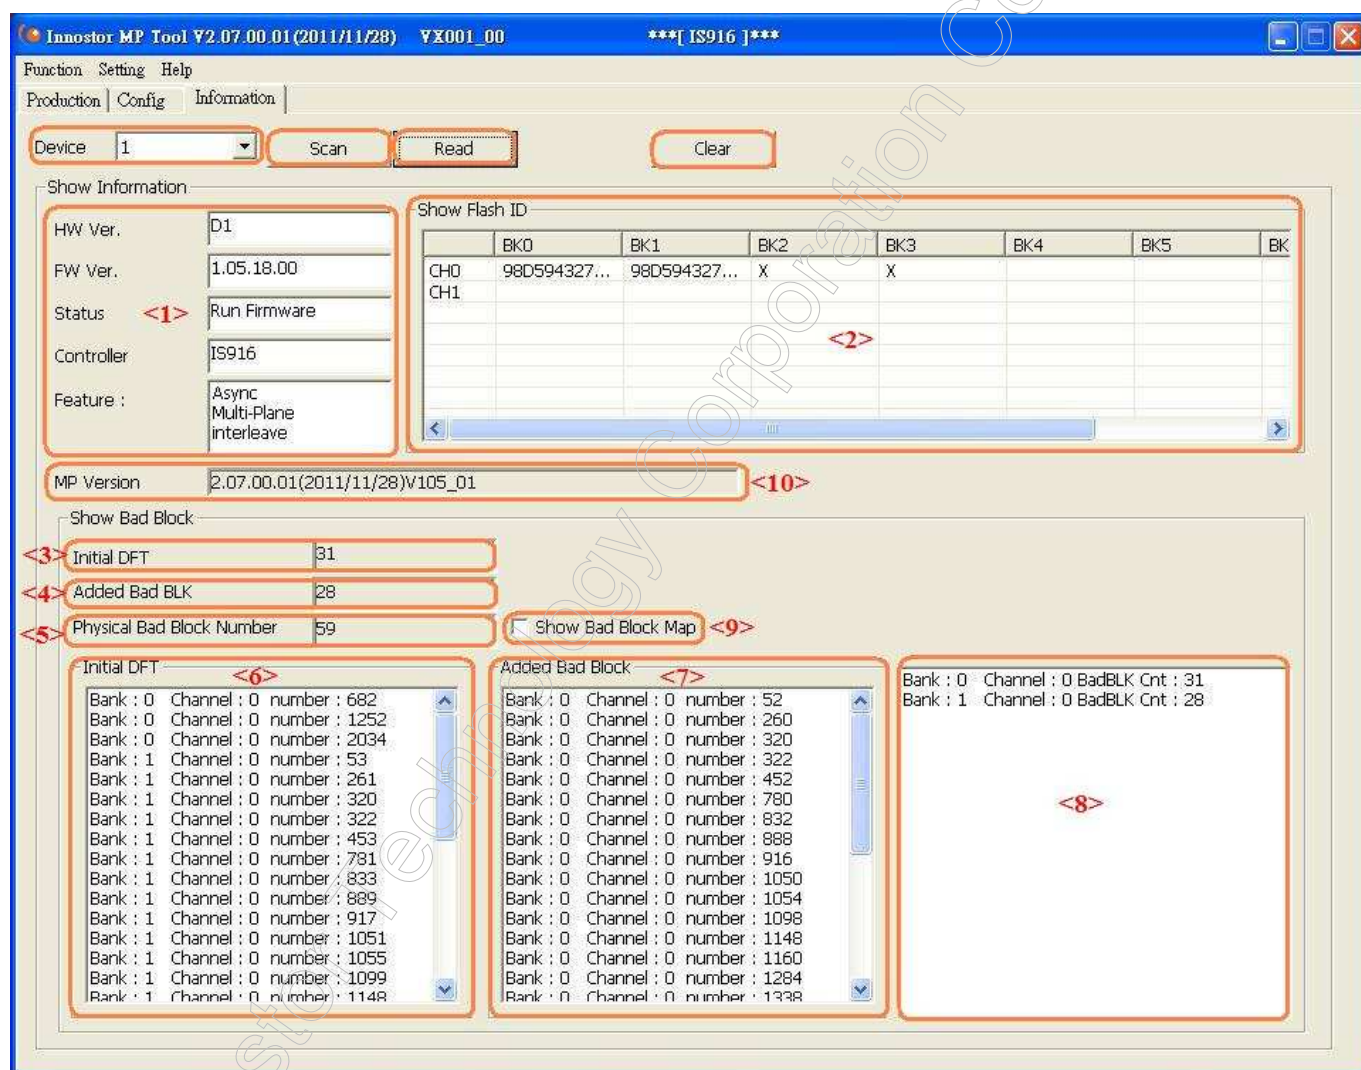 Innostor MP Tool V2.07.00.01(2011/11/28) VX001_00 ***[ IS916 ]***
Function Setting Help
Production Config Information
Device 1 Scan Read Clear
Show Information
HW Ver. D1
FW Ver. 1.05.18.00
Status <1> Run Firmware
Controller IS916
Feature : Async
Multi-Plane
interleave
Show Flash ID
BK0 BK1 BK2 BK3 BK4 BK5 BK
CH0 98D594327... 98D594327... X X
CH1
<2>
MP Version 2.07.00.01(2011/11/28)V105_01 <10>
Show Bad Block
<3> Initial DFT 31
<4> Added Bad BLK 28
<5> Physical Bad Block Number 59
Show Bad Block Map <9>
Initial DFT <6>
Bank : 0 Channel : 0 number : 682
Bank : 0 Channel : 0 number : 1252
Bank : 0 Channel : 0 number : 2034
Bank : 1 Channel : 0 number : 53
Bank : 1 Channel : 0 number : 261
Bank : 1 Channel : 0 number : 320
Bank : 1 Channel : 0 number : 322
Bank : 1 Channel : 0 number : 453
Bank : 1 Channel : 0 number : 781
Bank : 1 Channel : 0 number : 833
Bank : 1 Channel : 0 number : 889
Bank : 1 Channel : 0 number : 917
Bank : 1 Channel : 0 number : 1051
Bank : 1 Channel : 0 number : 1055
Bank : 1 Channel : 0 number : 1099
Bank : 1 Channel : 0 number : 1148
Added Bad Block <7>
Bank : 0 Channel : 0 number : 52
Bank : 0 Channel : 0 number : 260
Bank : 0 Channel : 0 number : 320
Bank : 0 Channel : 0 number : 322
Bank : 0 Channel : 0 number : 452
Bank : 0 Channel : 0 number : 780
Bank : 0 Channel : 0 number : 832
Bank : 0 Channel : 0 number : 888
Bank : 0 Channel : 0 number : 916
Bank : 0 Channel : 0 number : 1050
Bank : 0 Channel : 0 number : 1054
Bank : 0 Channel : 0 number : 1098
Bank : 0 Channel : 0 number : 1148
Bank : 0 Channel : 0 number : 1160
Bank : 0 Channel : 0 number : 1284
Bank : 0 Channel : 0 number : 1338
Bank : 0 Channel : 0 BadBLK Cnt : 31
Bank : 1 Channel : 0 BadBLK Cnt : 28
<8>
stor Technology Corporation Co